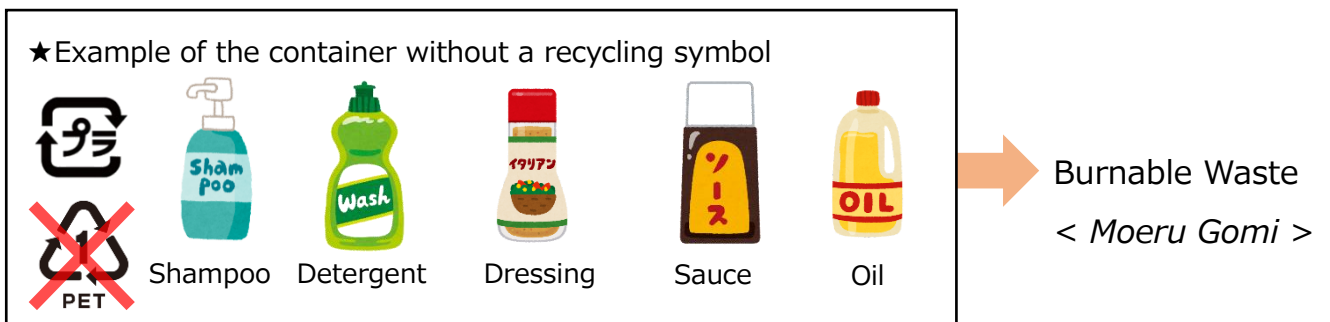 ★Example of the container without a recycling symbol
プラ
Sham
poo
Wash
イタリアン
ソース
OIL
1
PET
Shampoo
Detergent
Dressing
Sauce
Oil
Burnable Waste
< Moeru Gomi >